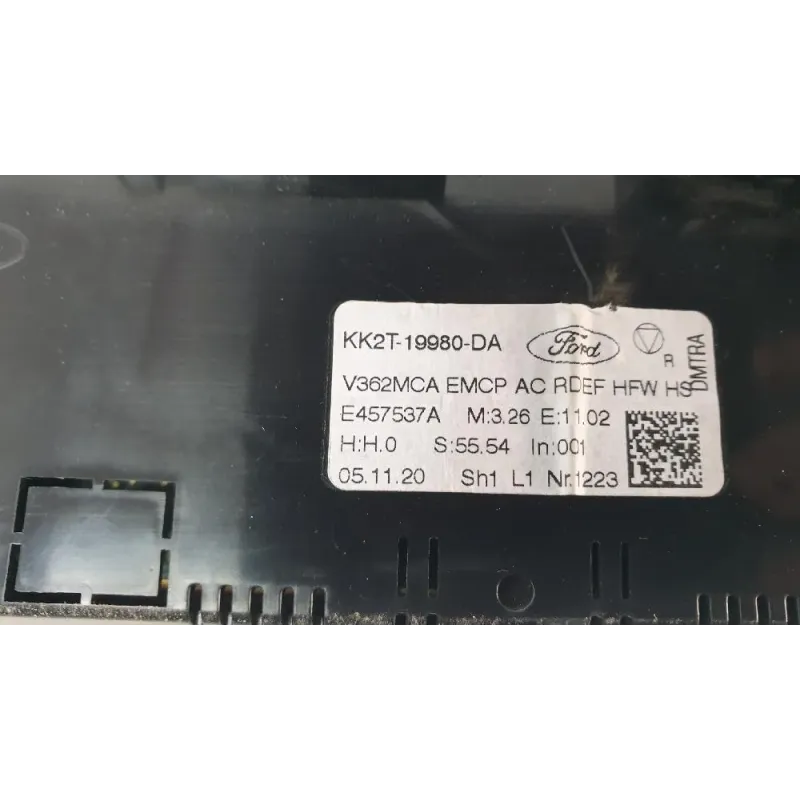 KK2T-19980-DA Ford R
DMTRA
V362MCA EMCP AC RDEF HFW HS
E457537A M:3.26 E:11.02
H:H.0 S:55.54 In:001
05.11.20 Sh1 L1 Nr.1223